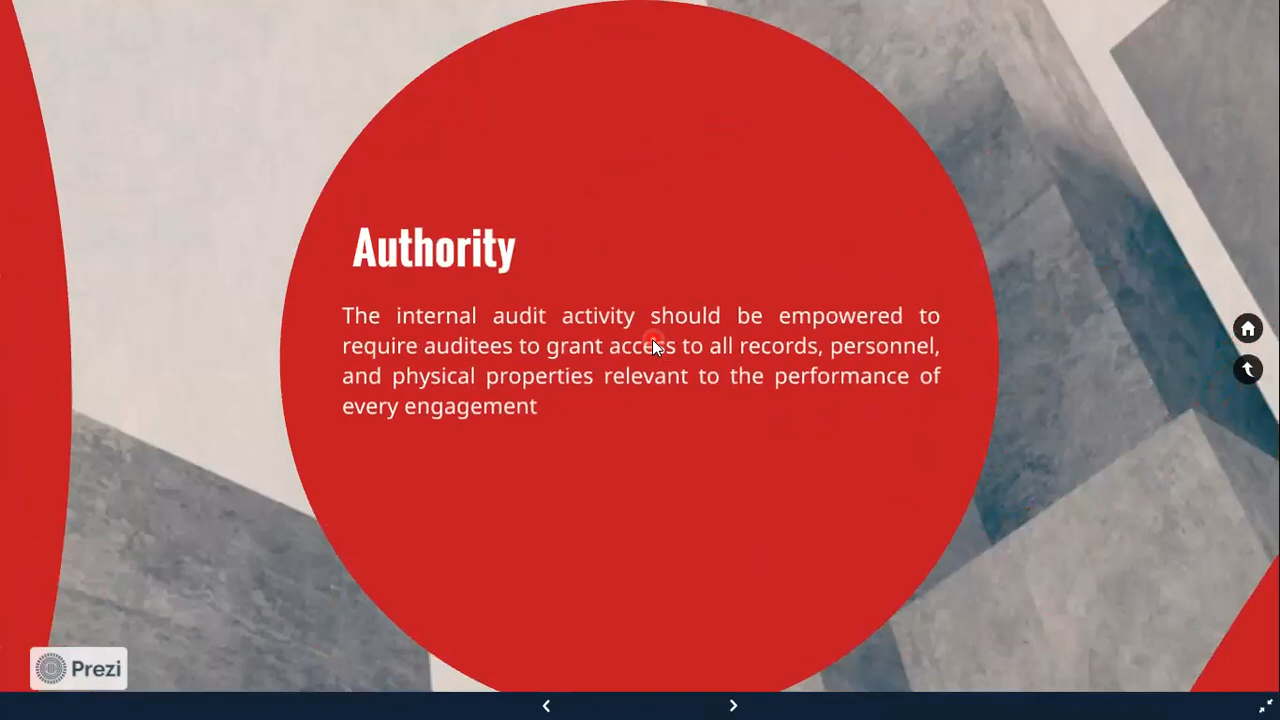 Authority
The internal audit activity should be empowered to
require auditees to grant access to all records, personnel,
and physical properties relevant to the performance of
every engagement
Prezi